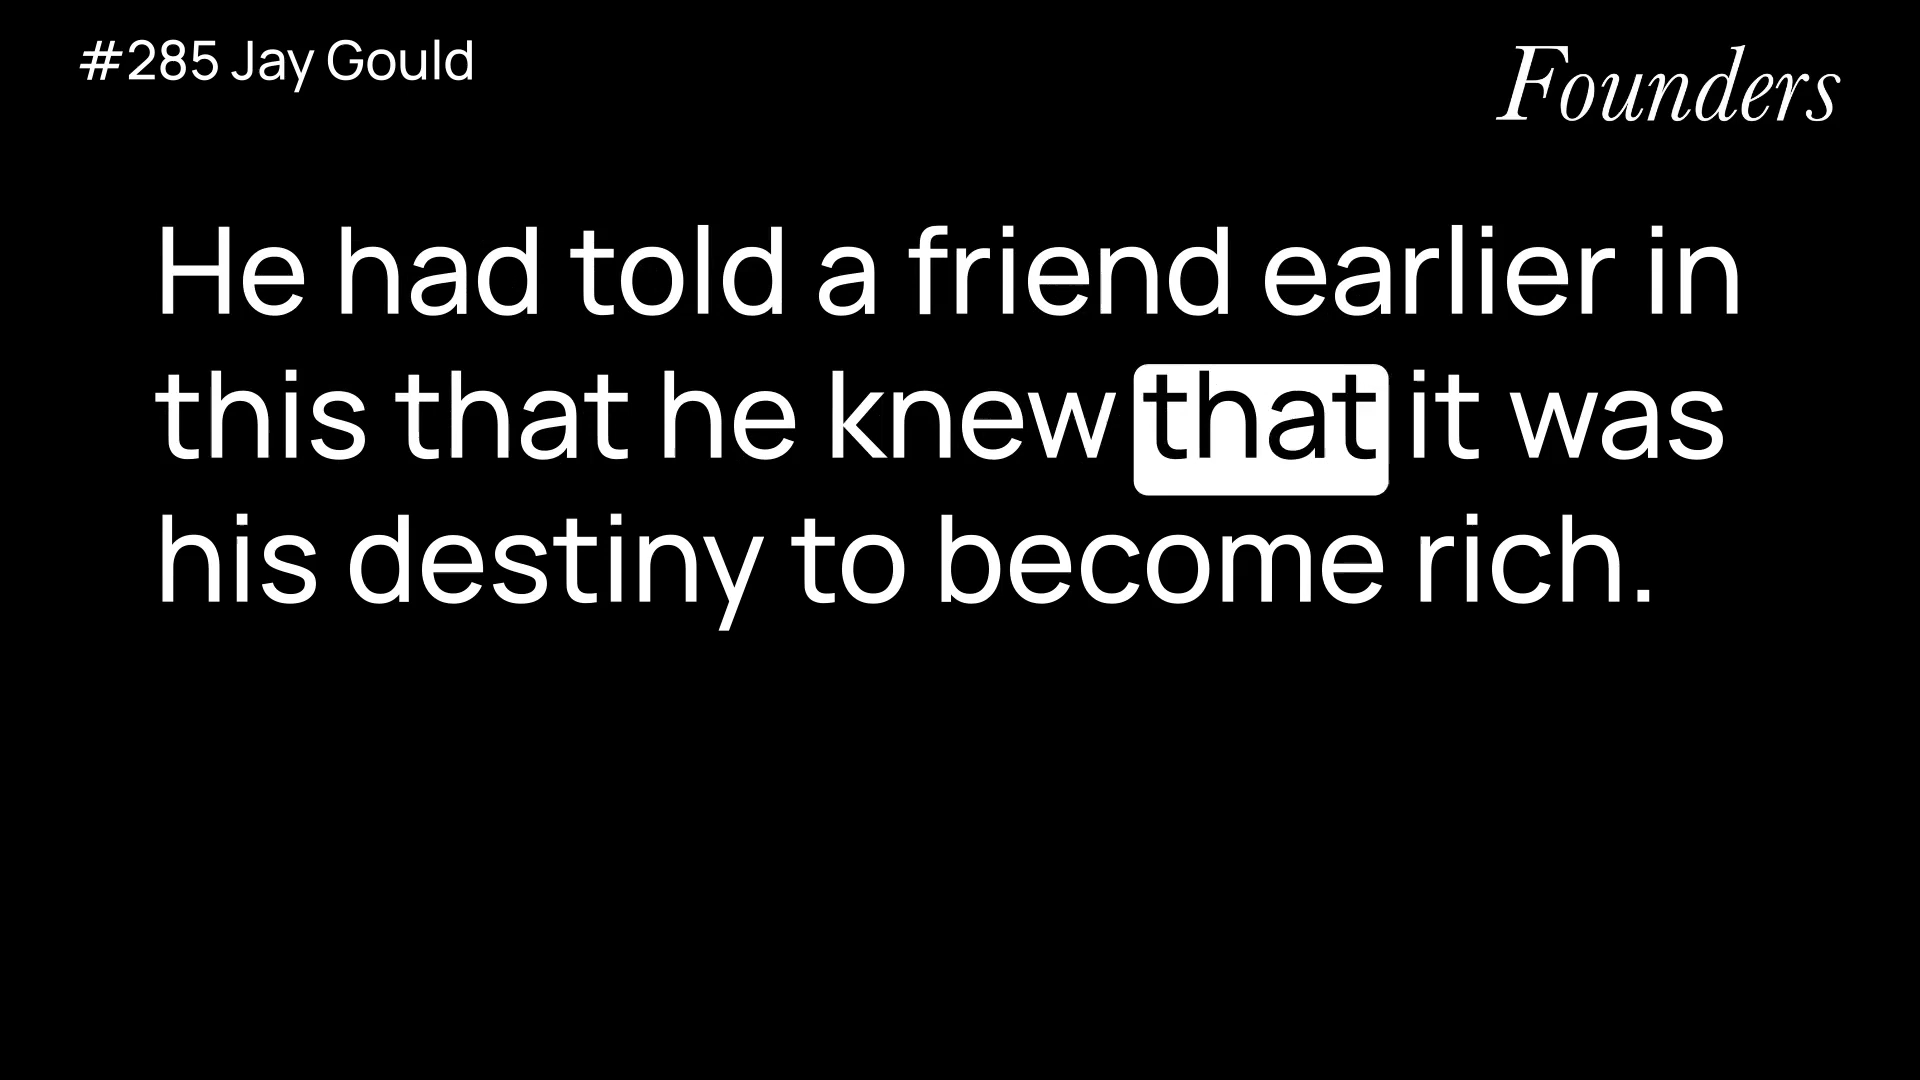 #285 Jay Gould
Founders
He had told a friend earlier in
this that he knew that it was
his destiny to become rich.